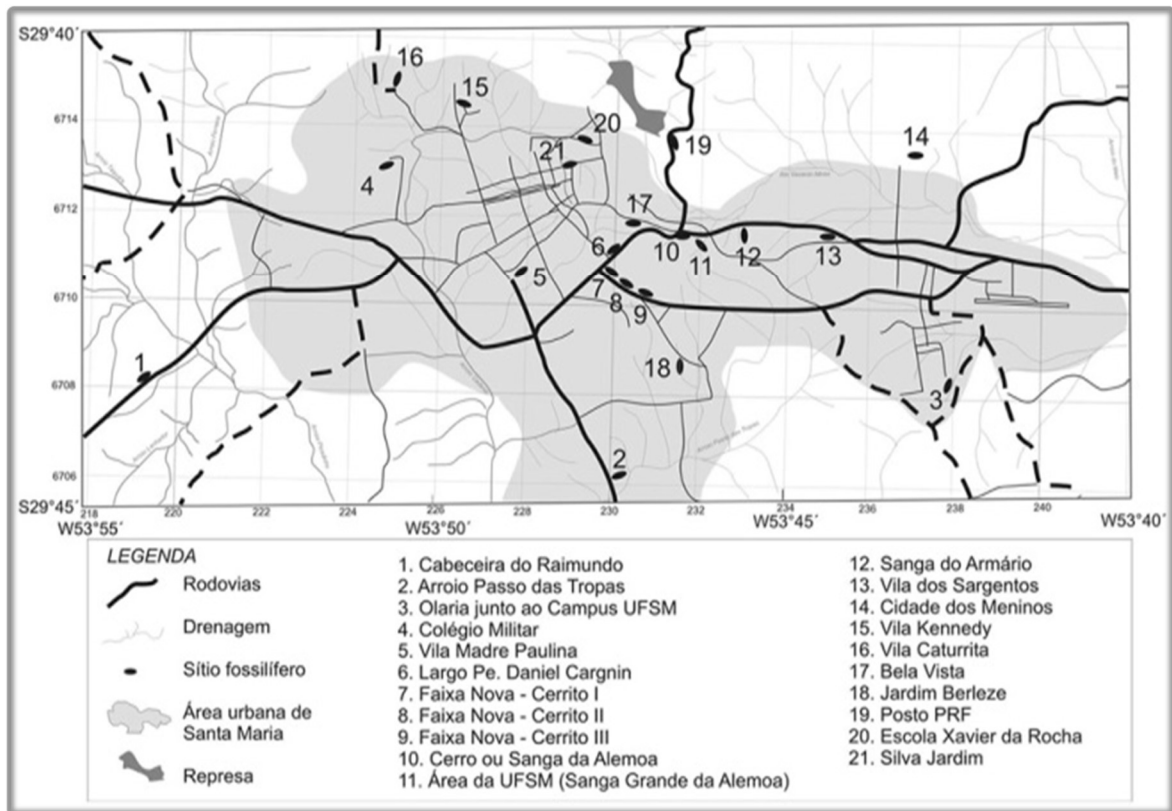 S29°40´
16
15
6714
20
19
14
21
4
6712
17
6
10
11
12
13
6710
5
7
8
9
1
18
6708
3
2
6706
S29°45´
218
220
222
224
226
228
230
232
234
236
238
240
W53°55´
W53°50´
W53°45´
W53°40´
LEGENDA
Rodovias
Drenagem
Sítio fossilífero
Área urbana de
Santa Maria
Represa
1. Cabeceira do Raimundo
2. Arroio Passo das Tropas
3. Olaria junto ao Campus UFSM
4. Colégio Militar
5. Vila Madre Paulina
6. Largo Pe. Daniel Cargnin
7. Faixa Nova - Cerrito I
8. Faixa Nova - Cerrito II
9. Faixa Nova - Cerrito III
10. Cerro ou Sanga da Alemoa
11. Área da UFSM (Sanga Grande da Alemoa)
12. Sanga do Armário
13. Vila dos Sargentos
14. Cidade dos Meninos
15. Vila Kennedy
16. Vila Caturrita
17. Bela Vista
18. Jardim Berleze
19. Posto PRF
20. Escola Xavier da Rocha
21. Silva Jardim